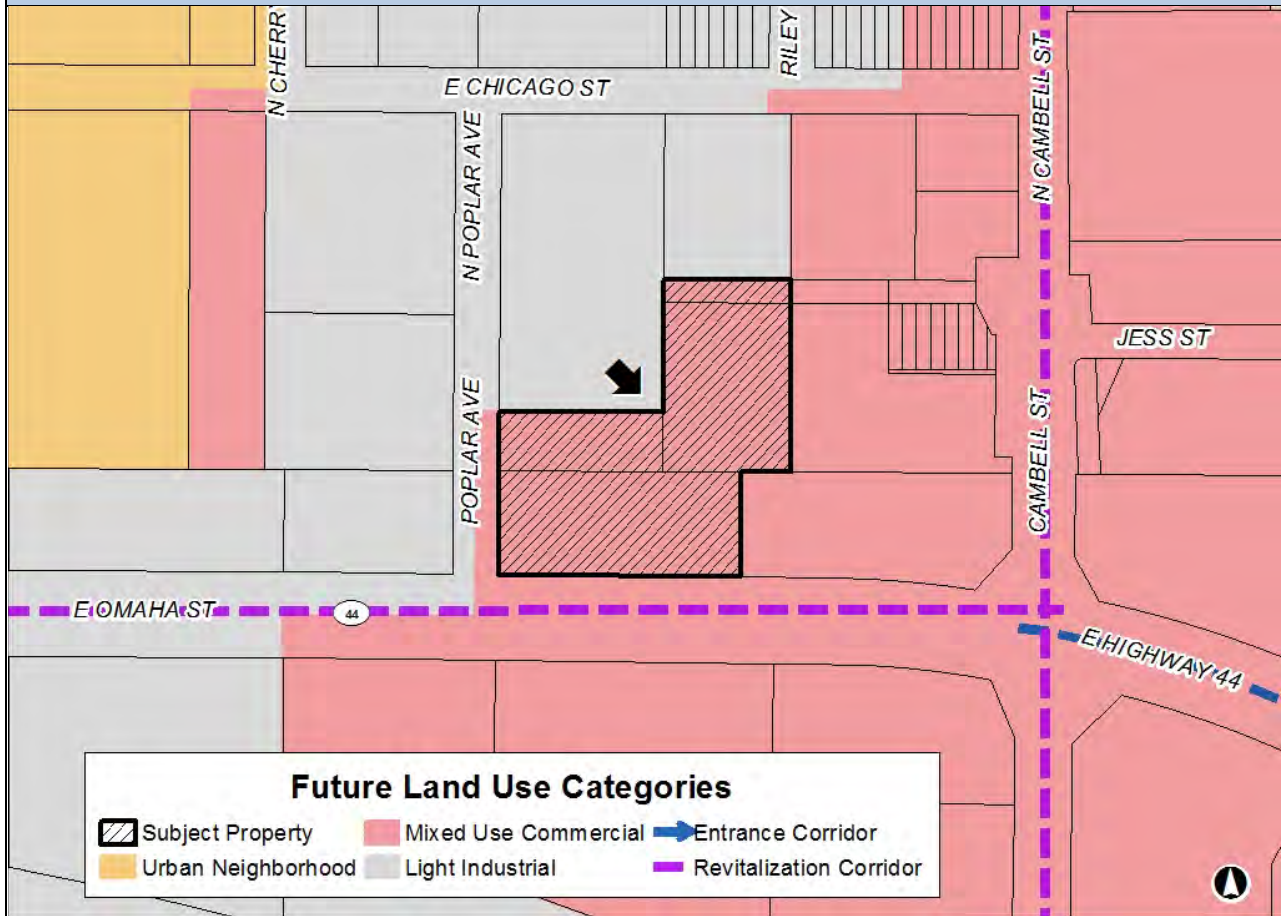 N CHERRY
E CHICAGO ST
RILEY
N CAMBELL ST
N POPLAR AVE
JESS ST
POPLAR AVE
CAMBELL ST
E OMAHA ST
44
E HIGHWAY 44
Future Land Use Categories
Subject Property
Mixed Use Commercial
Entrance Corridor
Urban Neighborhood
Light Industrial
Revitalization Corridor